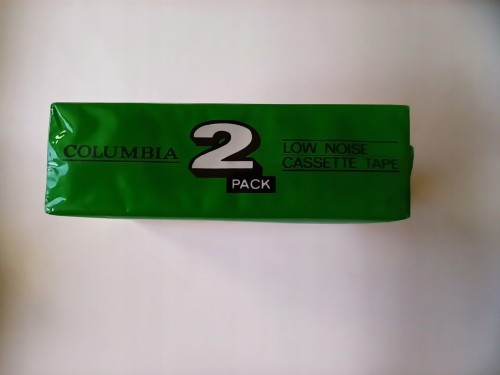 COLUMBIA
2
PACK
LOW NOISE
CASSETTE TAPE